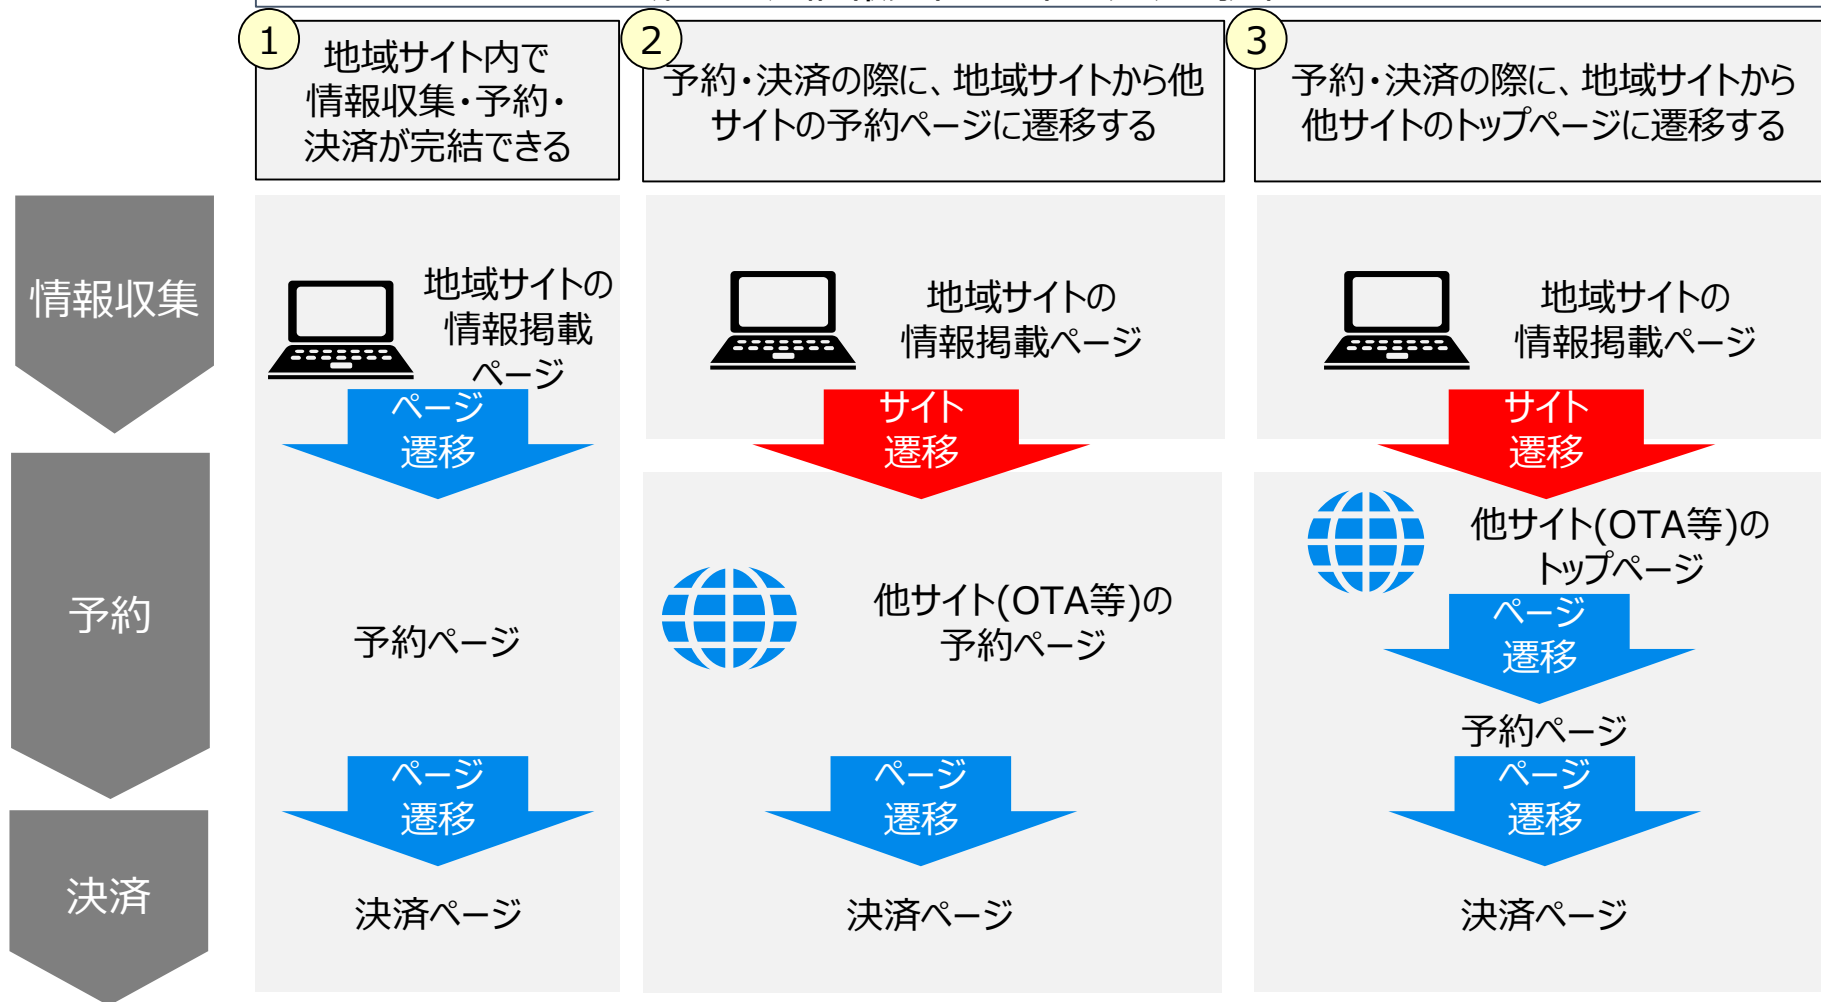 1
地域サイト内で
情報収集・予約・
決済が完結できる
2
予約・決済の際に、地域サイトから他
サイトの予約ページに遷移する
3
予約・決済の際に、地域サイトから
他サイトのトップページに遷移する
情報収集
地域サイトの
情報掲載
ページ
ページ
遷移
地域サイトの
情報掲載ページ
サイト
遷移
地域サイトの
情報掲載ページ
サイト
遷移
予約
予約ページ
ページ
遷移
他サイト(OTA等)の
予約ページ
ページ
遷移
他サイト(OTA等)の
トップページ
ページ
遷移
予約ページ
ページ
遷移
決済
決済ページ
決済ページ
決済ページ